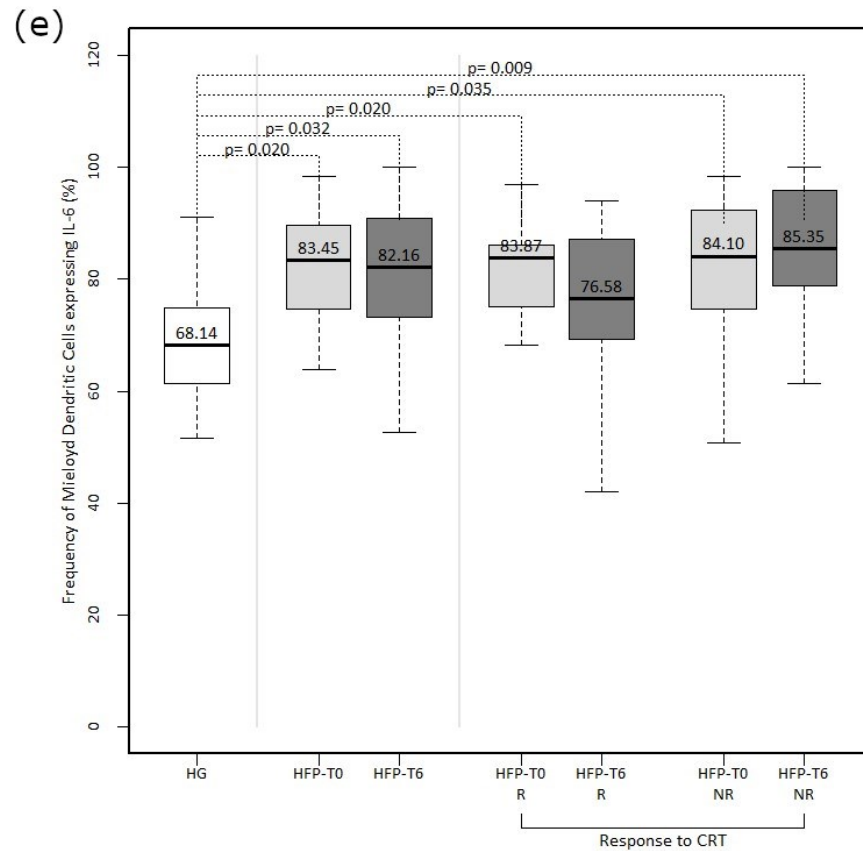 (e)
Frequency of Mieloyd Dendritic Cells expressing IL-6 (%)
120
100
80
60
40
20
0
p= 0.009
p= 0.035
p= 0.020
p= 0.032
p= 0.020
68.14
83.45
82.16
83.87
76.58
84.10
85.35
HG
HFP-T0
HFP-T6
HFP-T0
R
HFP-T6
R
HFP-T0
NR
HFP-T6
NR
Response to CRT